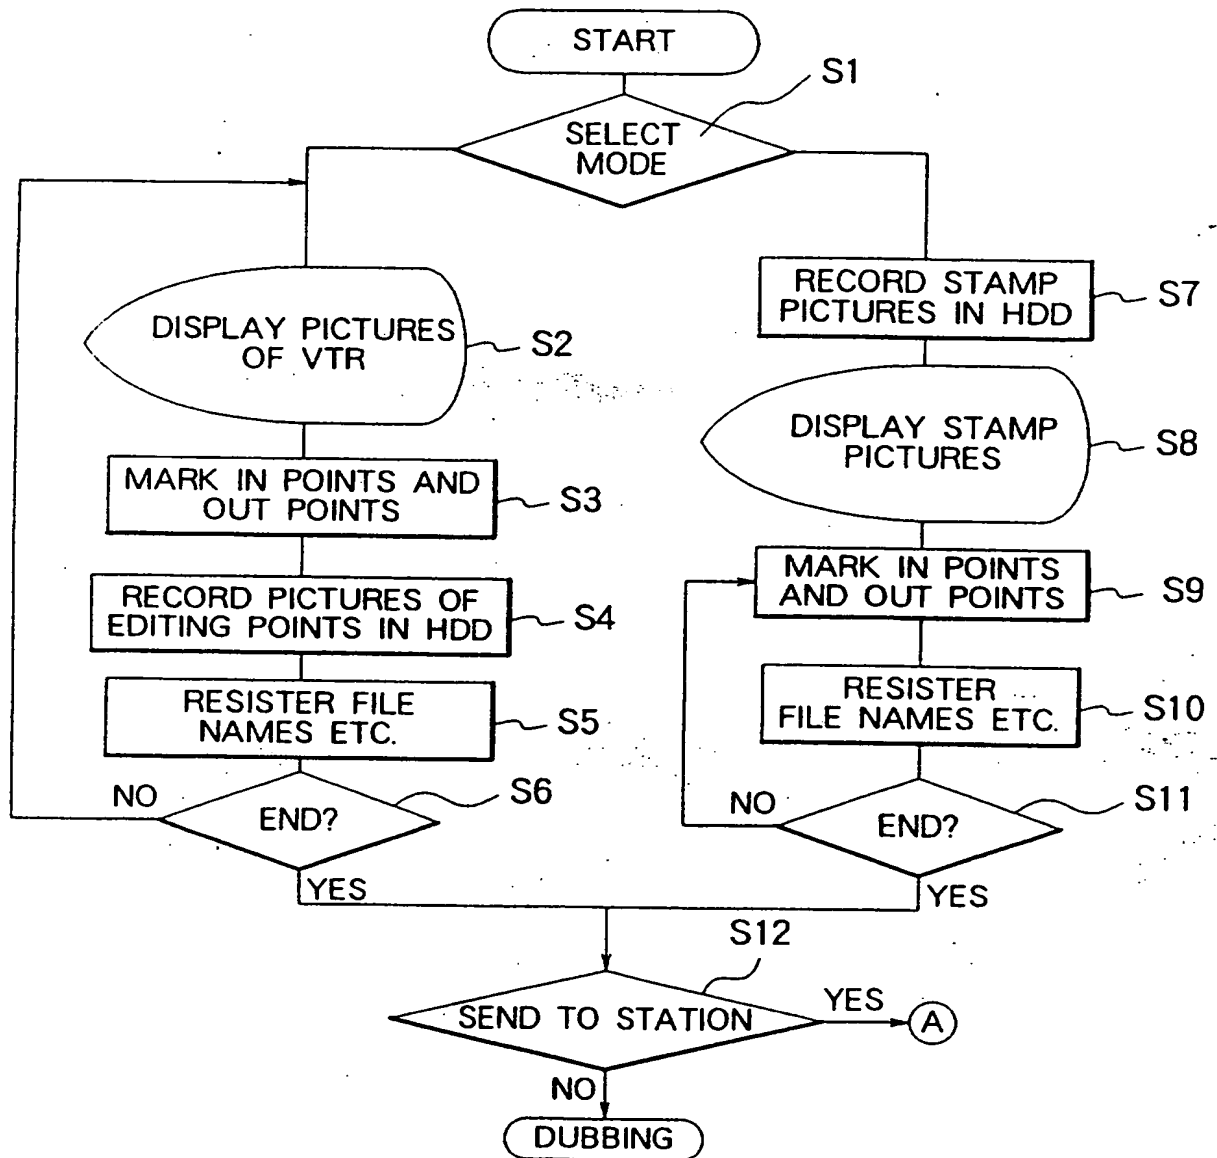 START
S1
SELECT
MODE
DISPLAY PICTURES
OF VTR
S2
MARK IN POINTS AND
OUT POINTS
S3
RECORD PICTURES OF
EDITING POINTS IN HDD
S4
RESISTER FILE
NAMES ETC.
S5
NO
END?
S6
YES
RECORD STAMP
PICTURES IN HDD
S7
DISPLAY STAMP
PICTURES
S8
MARK IN POINTS
AND OUT POINTS
S9
RESISTER
FILE NAMES ETC.
S10
NO
END?
S11
YES
S12
SEND TO STATION
YES
A
NO
DUBBING